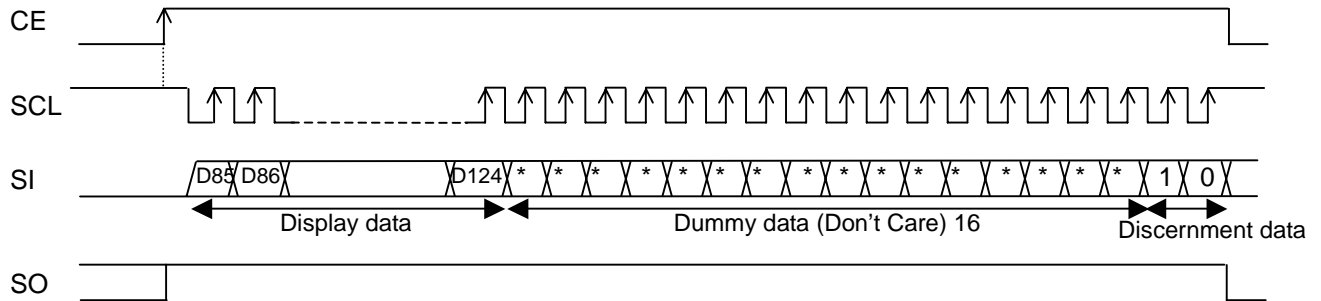 CE
SCL
SI D85 D86 D124 * * * * * * * * * * * * * * * * 1 0
Display data Dummy data (Don't Care) 16 Discernment data
SO